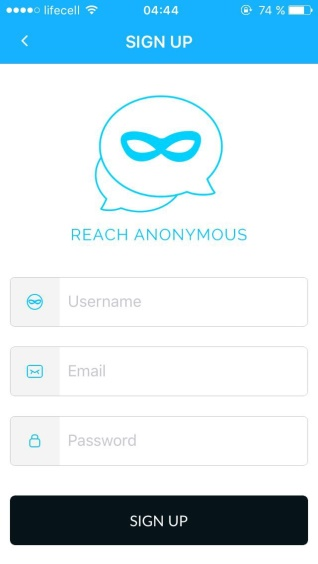 lifecell 04:44 74 %
SIGN UP
REACH ANONYMOUS
Username
Email
Password
SIGN UP